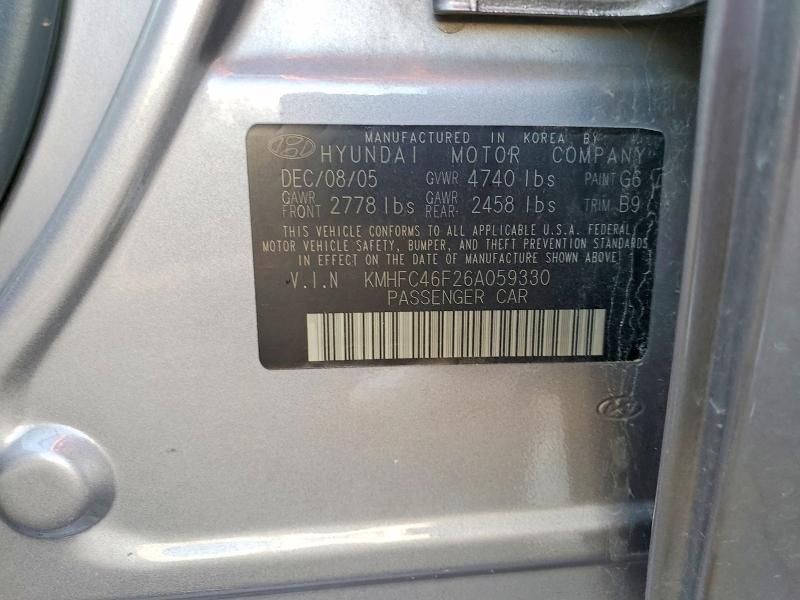 MANUFACTURED IN KOREA BY
HYUNDAI MOTOR COMPANY
DEC/08/05 GVWR 4740 lbs PAINT G6
GAWR FRONT 2778 lbs GAWR REAR- 2458 lbs TRIM B9
THIS VEHICLE CONFORMS TO ALL APPLICABLE U.S.A. FEDERAL
MOTOR VEHICLE SAFETY, BUMPER, AND THEFT PREVENTION STANDARDS
IN EFFECT ON THE DATE OF MANUFACTURE SHOWN ABOVE
V.I.N KMHFC46F26A059330
PASSENGER CAR